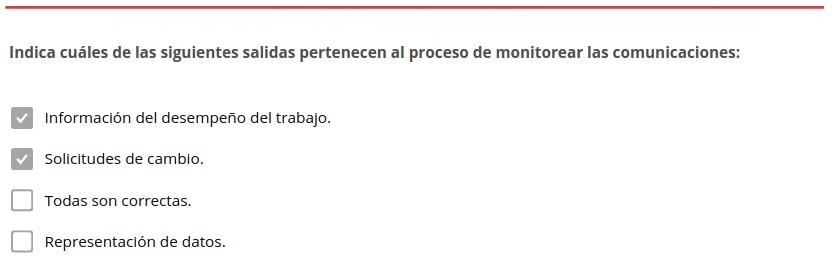 Indica cuáles de las siguientes salidas pertenecen al proceso de monitorear las comunicaciones:
Información del desempeño del trabajo.
Solicitudes de cambio.
Todas son correctas.
Representación de datos.